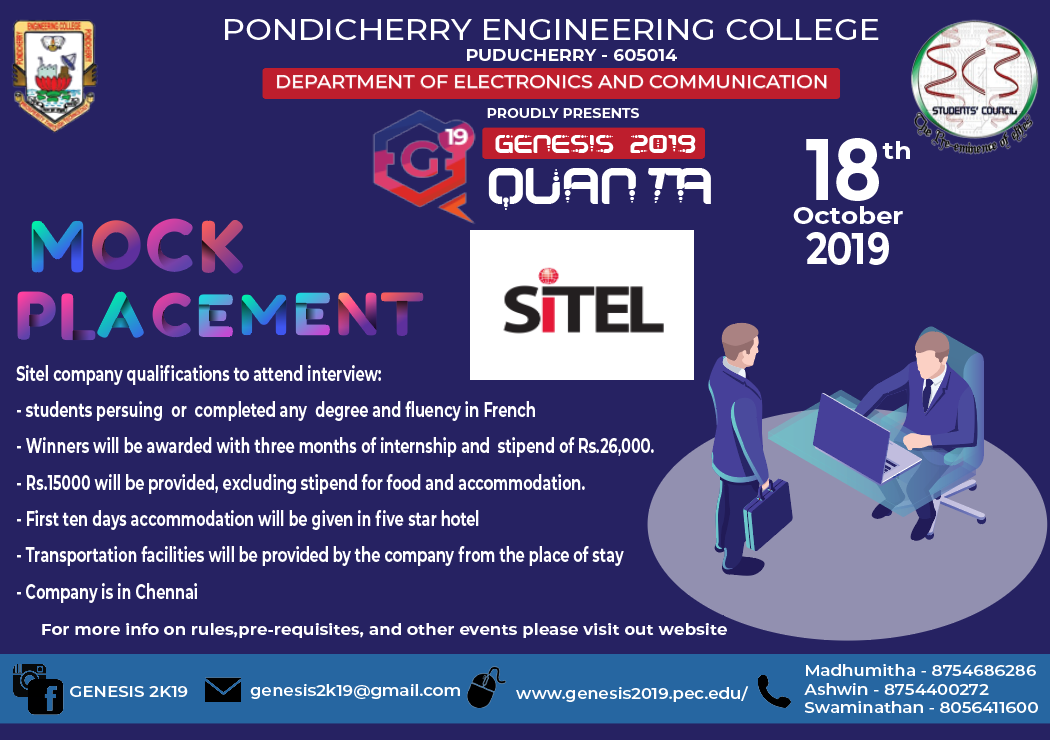 PONDICHERRY ENGINEERING COLLEGE
PUDUCHERRY - 605014
DEPARTMENT OF ELECTRONICS AND COMMUNICATION
PROUDLY PRESENTS
ENGINEERING COLLEGE
PONDICHERRY
SCS
STUDENTS' COUNCIL
G
19
GENESIS 2019
QUANTA
18th
October
2019
MOCK
PLACEMENT
SiTEL
Sitel company qualifications to attend interview:
- students persuing or completed any degree and fluency in French
- Winners will be awarded with three months of internship and stipend of Rs.26,000.
- Rs.15000 will be provided, excluding stipend for food and accommodation.
- First ten days accommodation will be given in five star hotel
- Transportation facilities will be provided by the company from the place of stay
- Company is in Chennai
For more info on rules,pre-requisites, and other events please visit out website
GENESIS 2K19
genesis2k19@gmail.com
www.genesis2019.pec.edu/
Madhumitha - 8754686286
Ashwin - 8754400272
Swaminathan - 8056411600